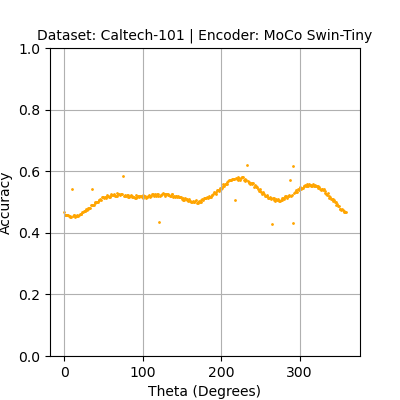 Dataset: Caltech-101 | Encoder: MoCo Swin-Tiny
1.0
0.8
0.6
0.4
0.2
0.0
Accuracy
0 100 200 300
Theta (Degrees)